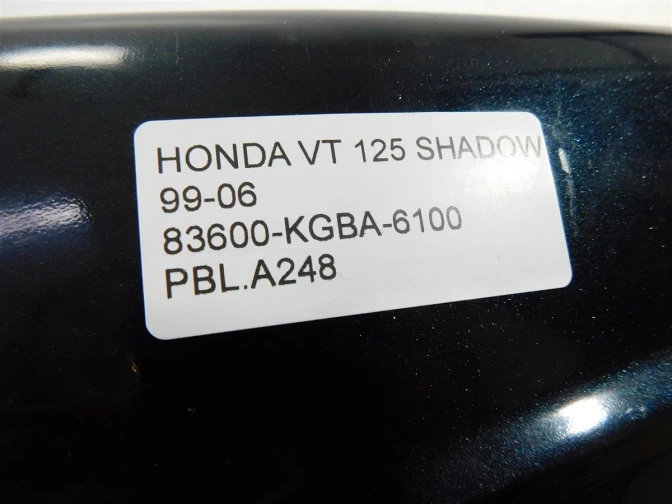 HONDA VT 125 SHADOW
99-06
83600-KGBA-6100
PBL.A248